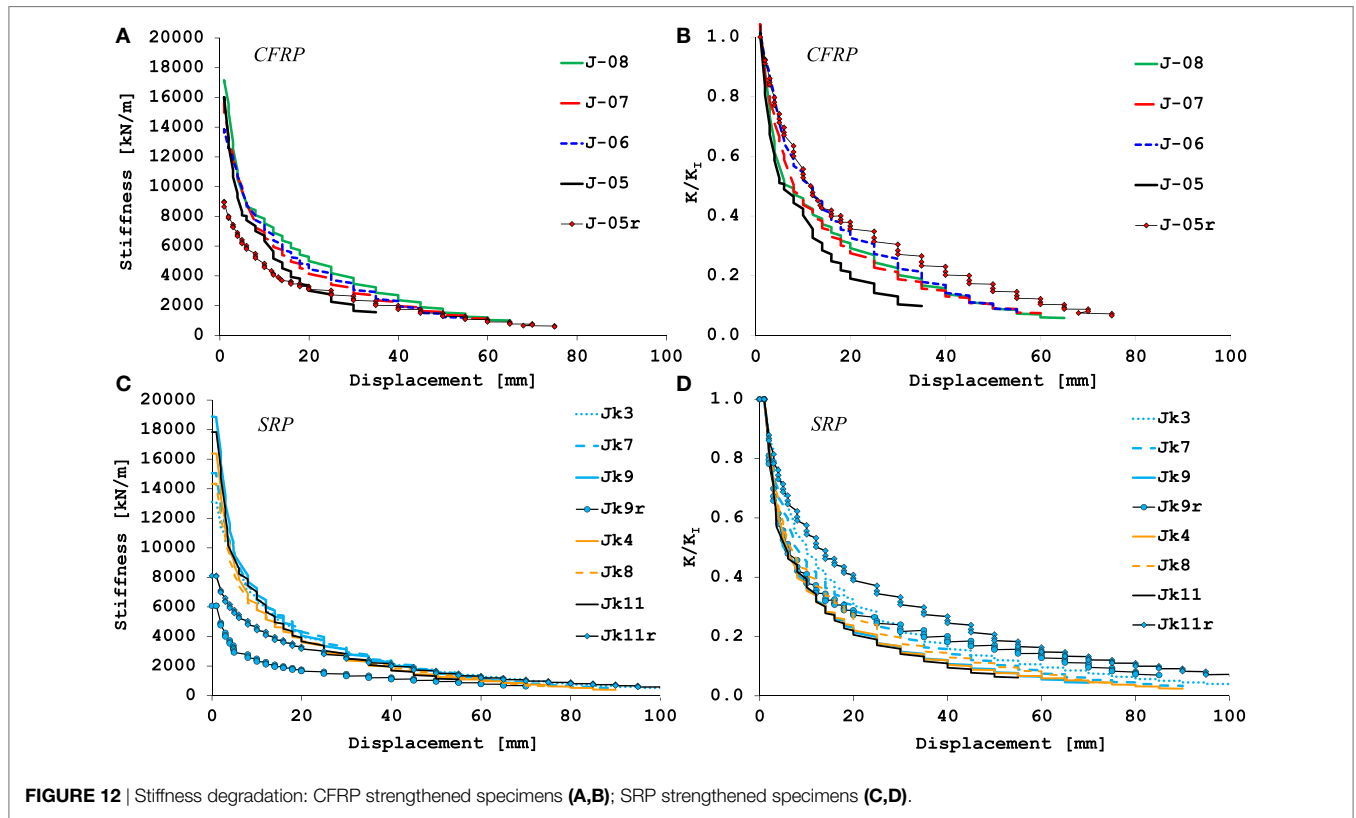 A
CFRP
Stiffness [kN/m]
20000
18000
16000
14000
12000
10000
8000
6000
4000
2000
0
0 20 40 60 80 100
Displacement [mm]
J-08
J-07
J-06
J-05
J-05r
B
CFRP
K/KI
1.0
0.8
0.6
0.4
0.2
0.0
0 20 40 60 80 100
Displacement [mm]
J-08
J-07
J-06
J-05
J-05r
C
SRP
Stiffness [kN/m]
20000
18000
16000
14000
12000
10000
8000
6000
4000
2000
0
0 20 40 60 80 100
Displacement [mm]
Jk3
Jk7
Jk9
Jk9r
Jk4
Jk8
Jk11
Jk11r
D
SRP
K/KI
1.0
0.8
0.6
0.4
0.2
0.0
0 20 40 60 80 100
Displacement [mm]
Jk3
Jk7
Jk9
Jk9r
Jk4
Jk8
Jk11
Jk11r
FIGURE 12 | Stiffness degradation: CFRP strengthened specimens (A,B); SRP strengthened specimens (C,D).